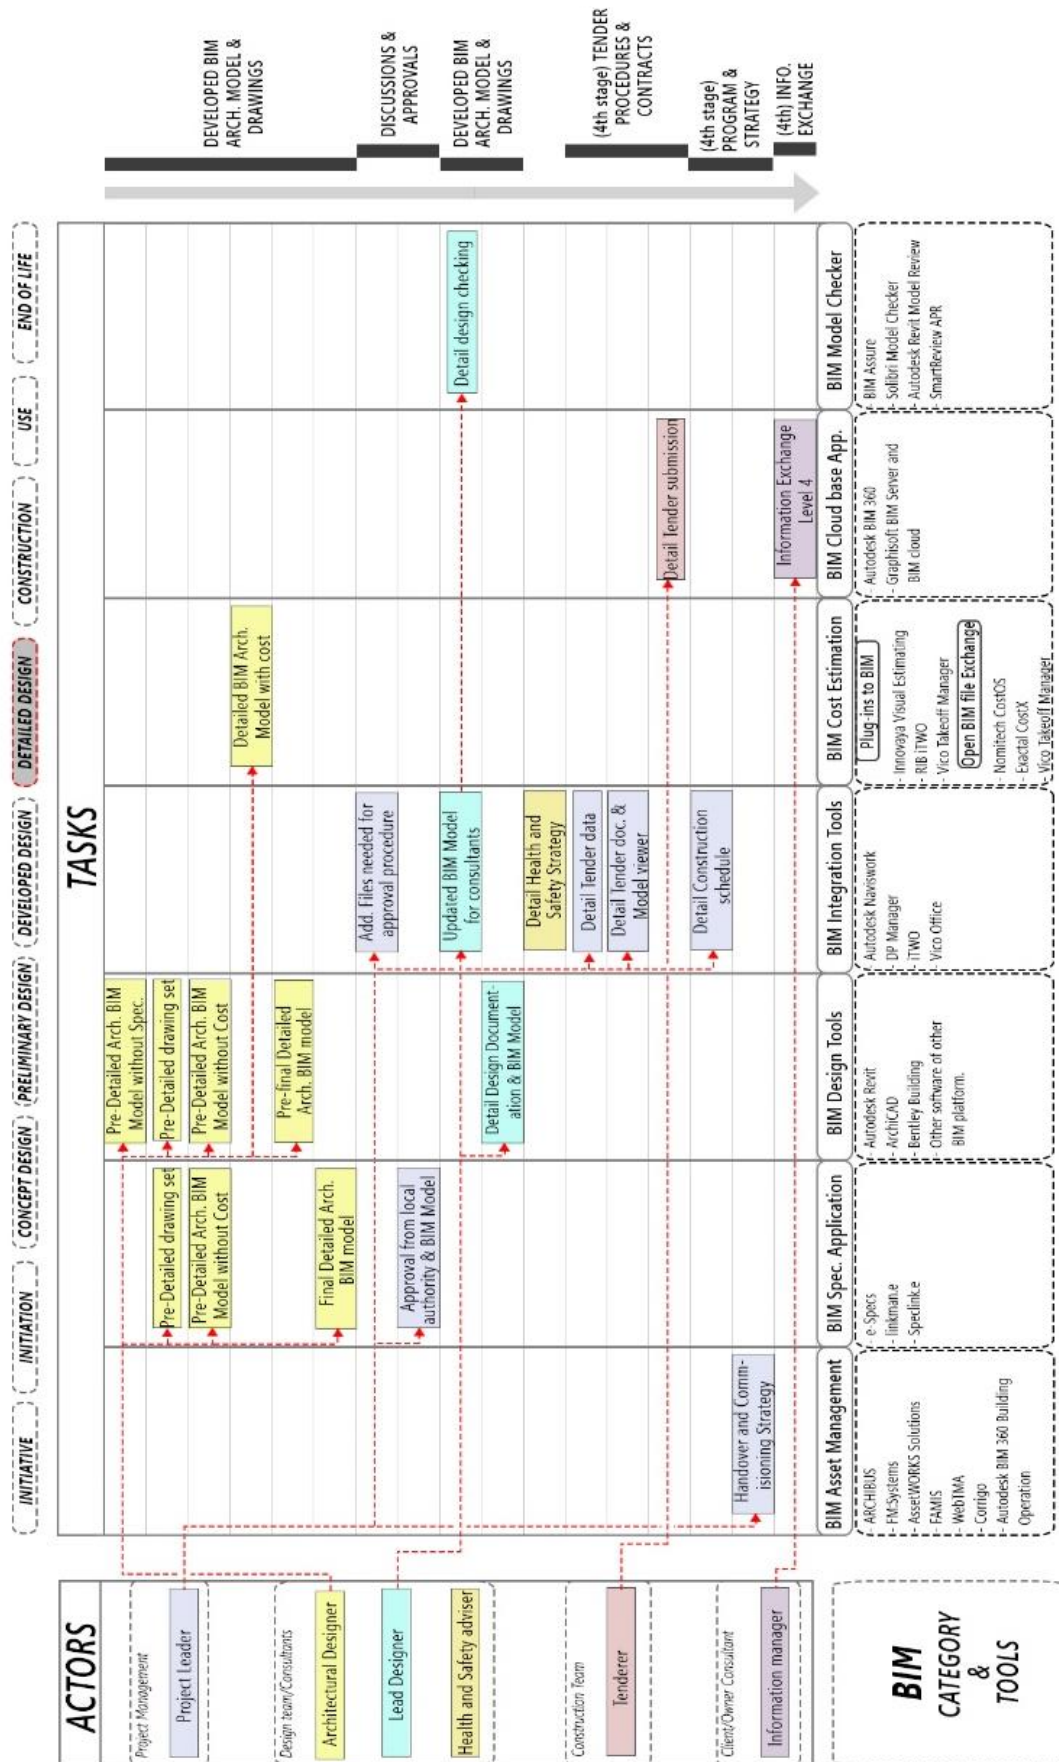 INITIATIVE
INITIATION
CONCEPT DESIGN
PRELIMINARY DESIGN
DEVELOPED DESIGN
DETAILED DESIGN
CONSTRUCTION
USE
END OF LIFE
ACTORS
Project Management
Project Leader
Design team/Consultants
Architectural Designer
Lead Designer
Health and Safety adviser
Construction Team
Tenderer
Client/Owner Consultant
Information manager
TASKS
Pre-Detailed Arch. BIM
Model without Spec.
Pre-Detailed drawing set
Pre-Detailed drawing set
Pre-Detailed Arch. BIM
Model without Cost
Pre-Detailed Arch. BIM
Model without Cost
Detailed BIM Arch.
Model with cost
Pre-final Detailed
Arch. BIM model
Final Detailed Arch.
BIM model
Add. Files needed for
approval procedure
Approval from local
authority & BIM Model
Updated BIM Model
for consultants
Detail design checking
Detail Design Document-
ation & BIM Model
Detail Health and
Safety Strategy
Detail Tender data
Detail Tender doc. &
Model viewer
Detail Tender submission
Detail Construction
schedule
Handover and Comm-
isioning Strategy
Information Exchange
Level 4
DEVELOPED BIM
ARCH. MODEL &
DRAWINGS
DISCUSSIONS &
APPROVALS
DEVELOPED BIM
ARCH. MODEL &
DRAWINGS
(4th stage) TENDER
PROCEDURES &
CONTRACTS
(4th stage)
PROGRAM &
STRATEGY
(4th) INFO.
EXCHANGE
BIM
CATEGORY
&
TOOLS
BIM Asset Management
- ARCHIBUS
- FM:Systems
- AssetWORKS Solutions
- FAMIS
- WebTMA
- Corrigo
- Autodesk BIM 360 Building
Operation
BIM Spec. Application
- e-Specs
- linkman.e
- Speclink.e
BIM Design Tools
- Autodesk Revit
- ArchiCAD
- Bentley Building
- Other software of other
BIM platform.
BIM Integration Tools
- Autodesk Naviswork
- DP Manager
- iTWO
- Vico Office
BIM Cost Estimation
Plug-ins to BIM
- Innovaya Visual Estimating
- RIB iTWO
- Vico Takeoff Manager
Open BIM file Exchange
- Nomitech CostOS
- Exactal CostX
- Vico Takeoff Manager
BIM Cloud base App.
- Autodesk BIM 360
- Graphisoft BIM Server and
BIM cloud
BIM Model Checker
- BIM Assure
- Solibri Model Checker
- Autodesk Revit Model Review
- SmartReview APR